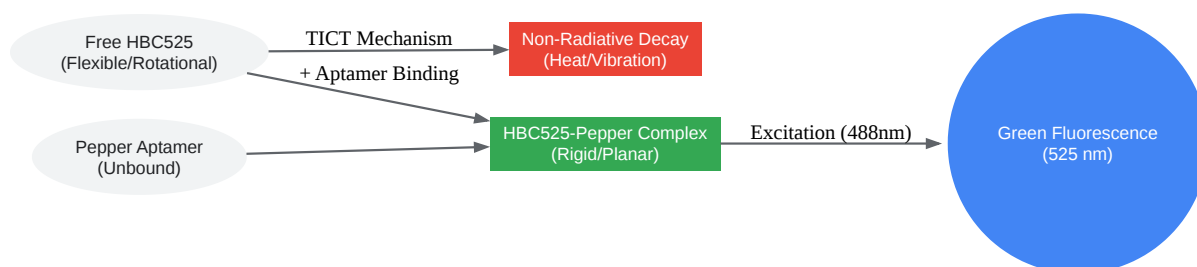 Free HBC525
(Flexible/Rotational)
TICT Mechanism
Non-Radiative Decay
(Heat/Vibration)
+ Aptamer Binding
Pepper Aptamer
(Unbound)
HBC525-Pepper Complex
(Rigid/Planar)
Excitation (488nm)
Green Fluorescence
(525 nm)